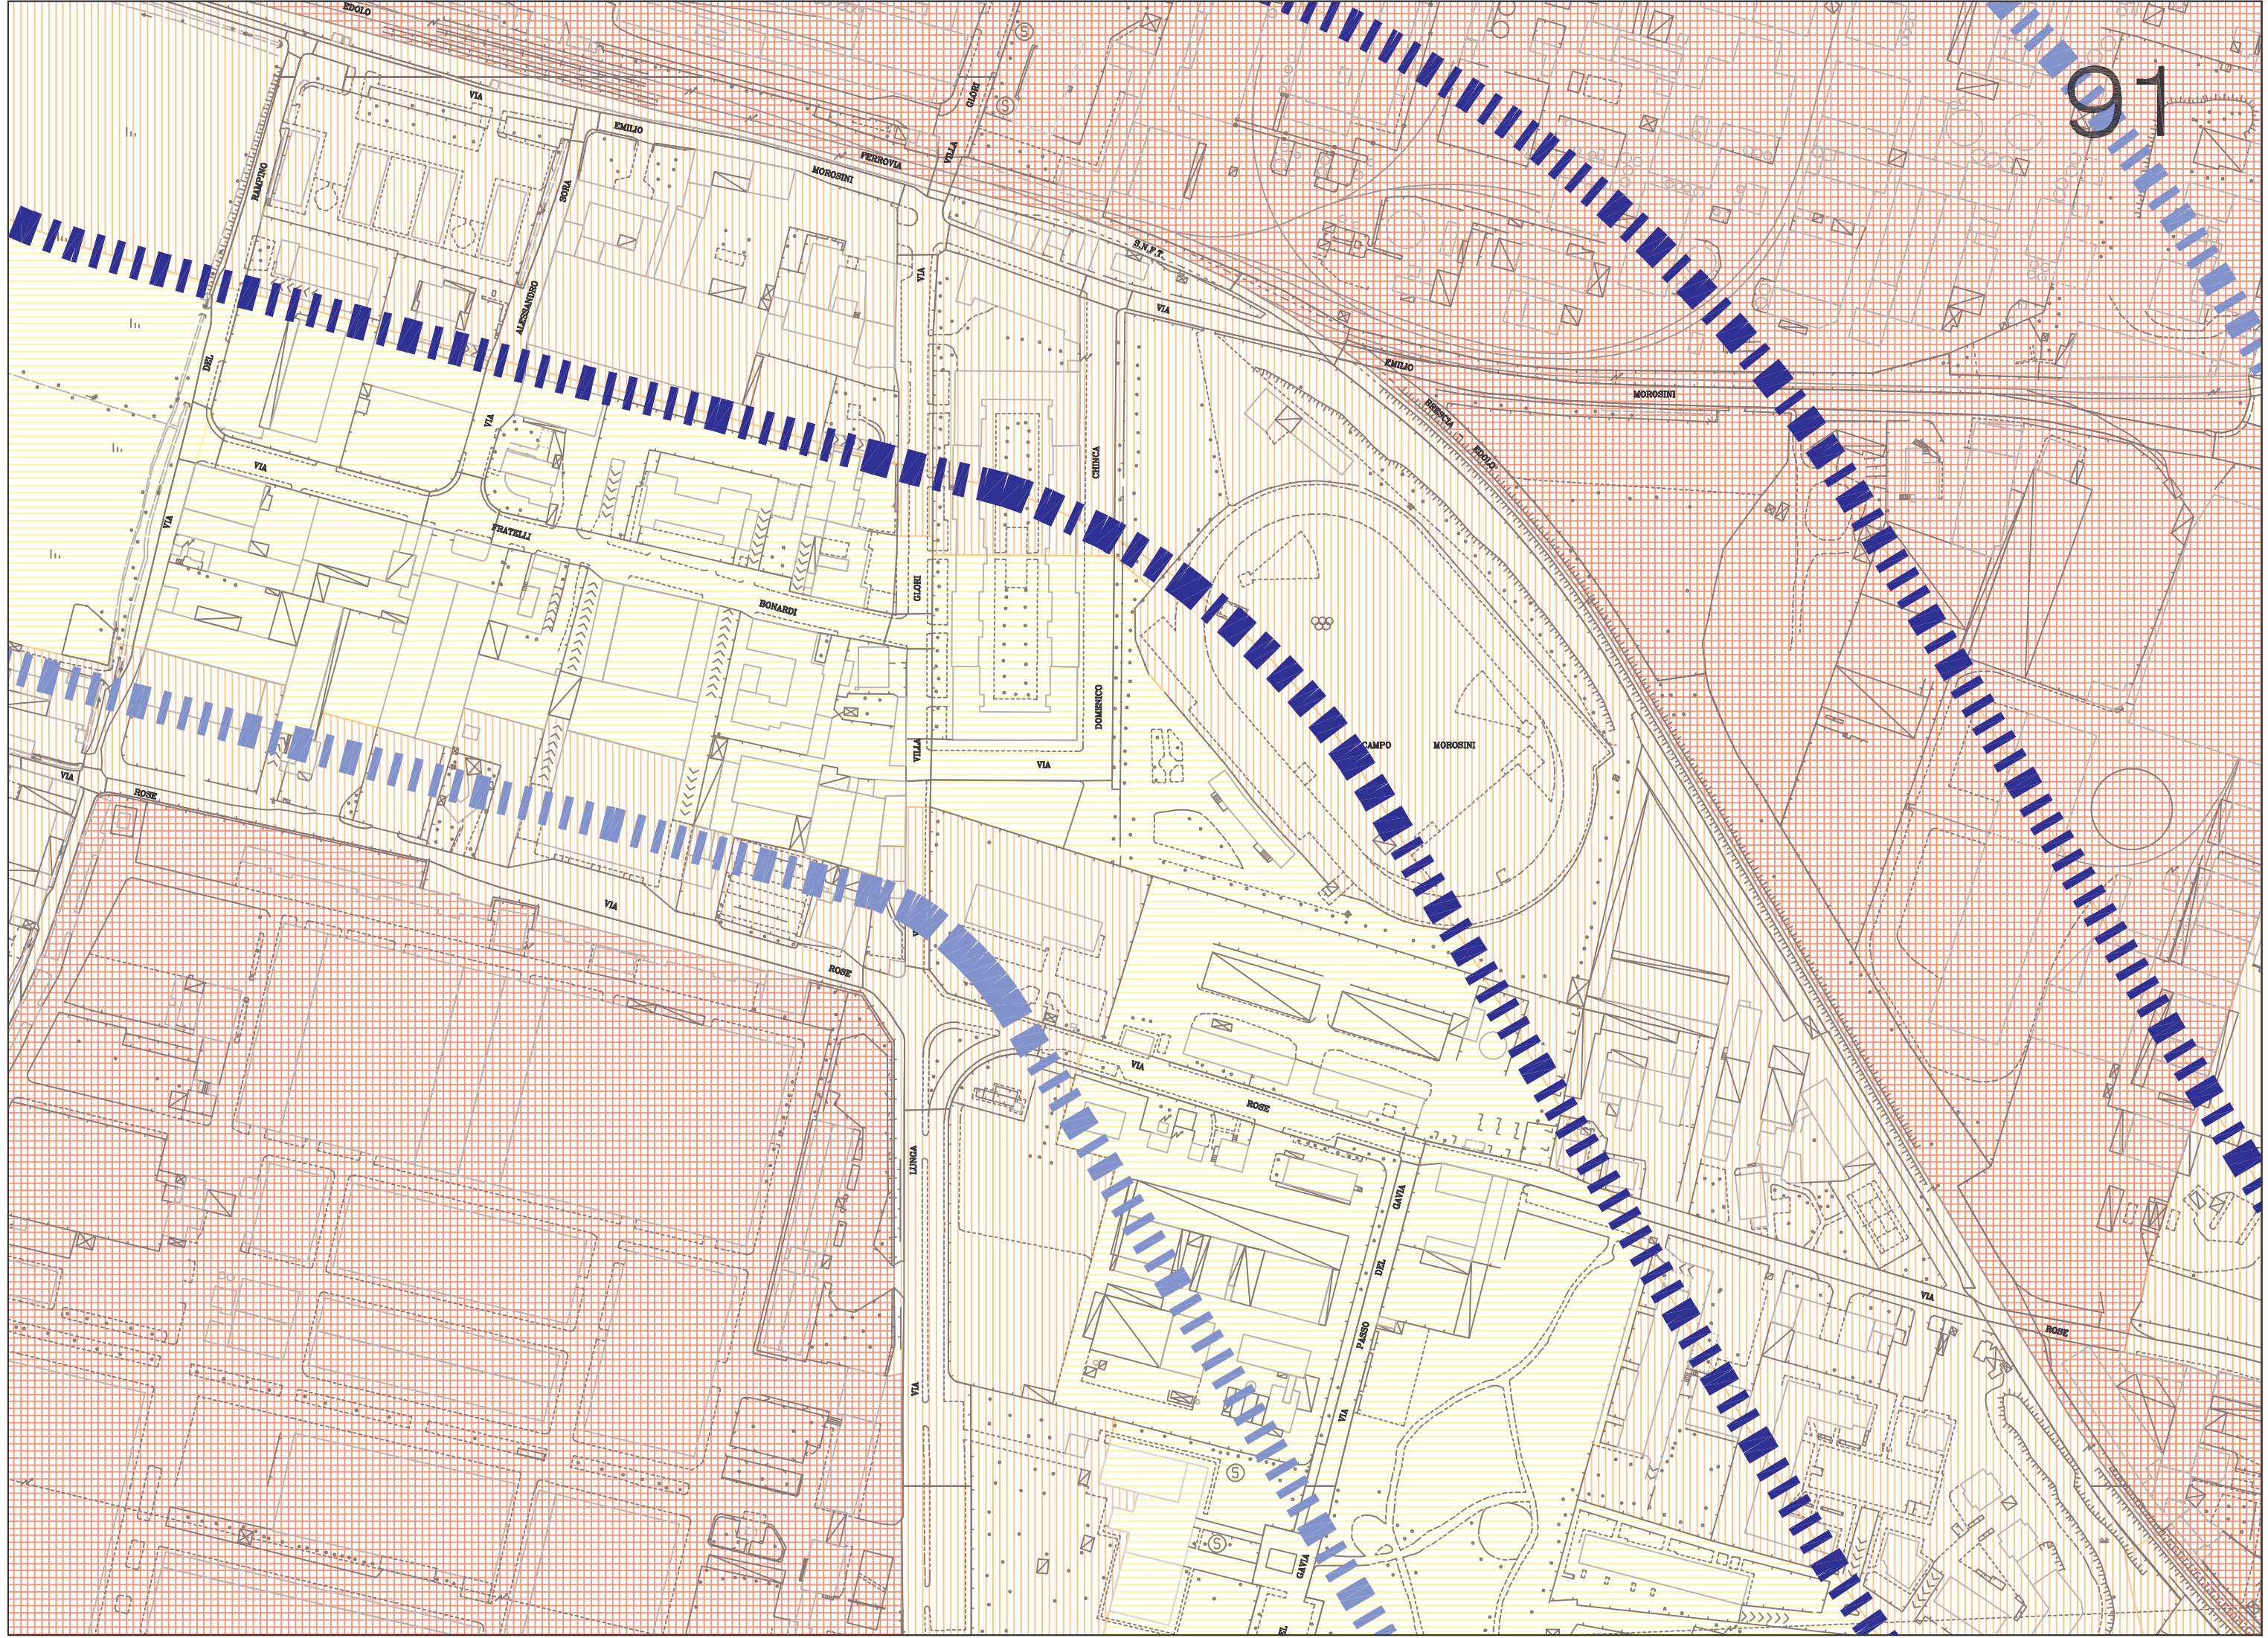 EDOLO
91
VIA
GLORI
S
S
EMILIO
FERROVIA
VILLA
MOROSINI
RAMPINO
SORA
S.N.F.T.
VIA
ALESSANDRO
VIA
DEL
EMILIO
MOROSINI
BRESCIA - EDOLO
VIA
VIA
CHINCA
VIA
FRATELLI
GLORI
BONARDI
DOMENICO
CAMPO MOROSINI
VILLA
VIA
VIA
ROSE
VIA
ROSE
VIA
ROSE
LUNGA
GAVIA
DEL
VIA
ROSE
PASSO
VIA
VIA
S
S
GAVIA